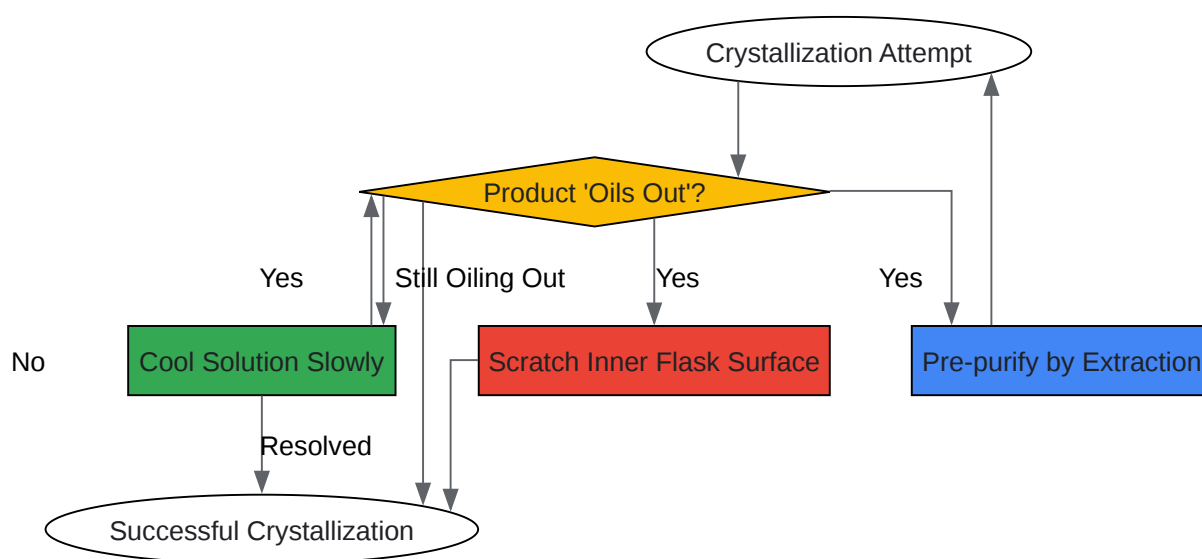 Crystallization Attempt
Product 'Oils Out'?
Yes
Still Oiling Out
Yes
Yes
No
Cool Solution Slowly
Scratch Inner Flask Surface
Pre-purify by Extraction
Resolved
Successful Crystallization